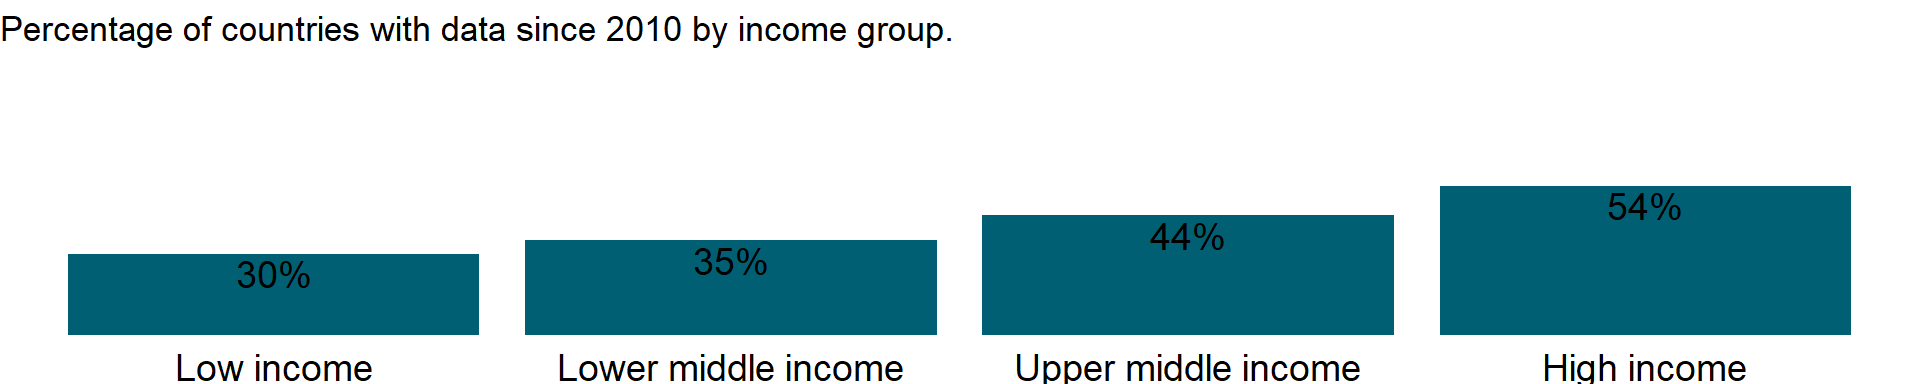 Percentage of countries with data since 2010 by income group.
30%
35%
44%
54%
Low income
Lower middle income
Upper middle income
High income